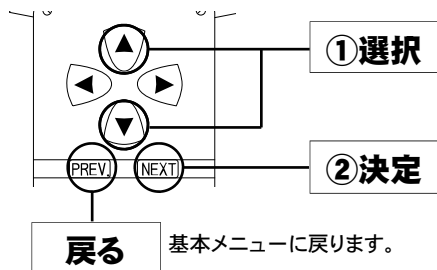 ①選択
PREV.
NEXT
②決定
戻る
基本メニューに戻ります。